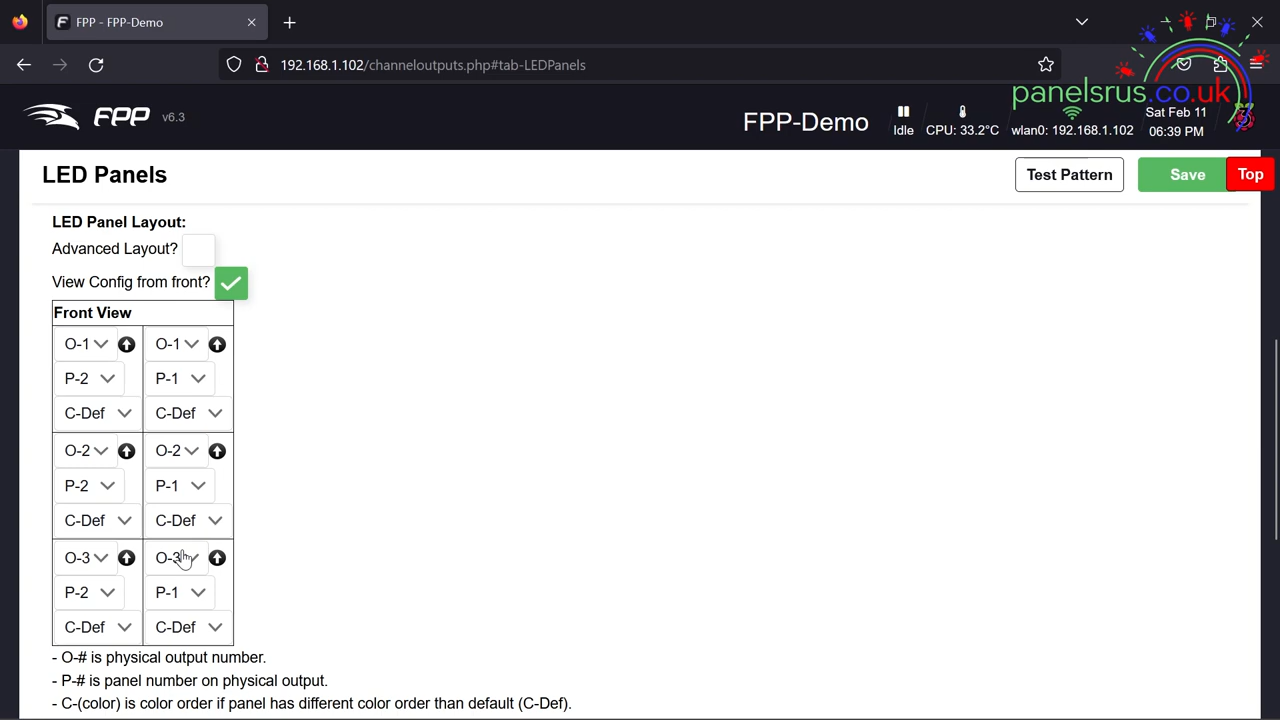 FPP - FPP-Demo
192.168.1.102/channeloutputs.php#tab-LEDPanels
panelsrus.co.uk
FPP v6.3
FPP-Demo
Idle
CPU: 33.2°C
wlan0: 192.168.1.102
Sat Feb 11
06:39 PM
LED Panels
Test Pattern
Save
Top
LED Panel Layout:
Advanced Layout?
View Config from front?
Front View
O-1 O-1
P-2 P-1
C-Def C-Def
O-2 O-2
P-2 P-1
C-Def C-Def
O-3 O-3
P-2 P-1
C-Def C-Def
- O-# is physical output number.
- P-# is panel number on physical output.
- C-(color) is color order if panel has different color order than default (C-Def).